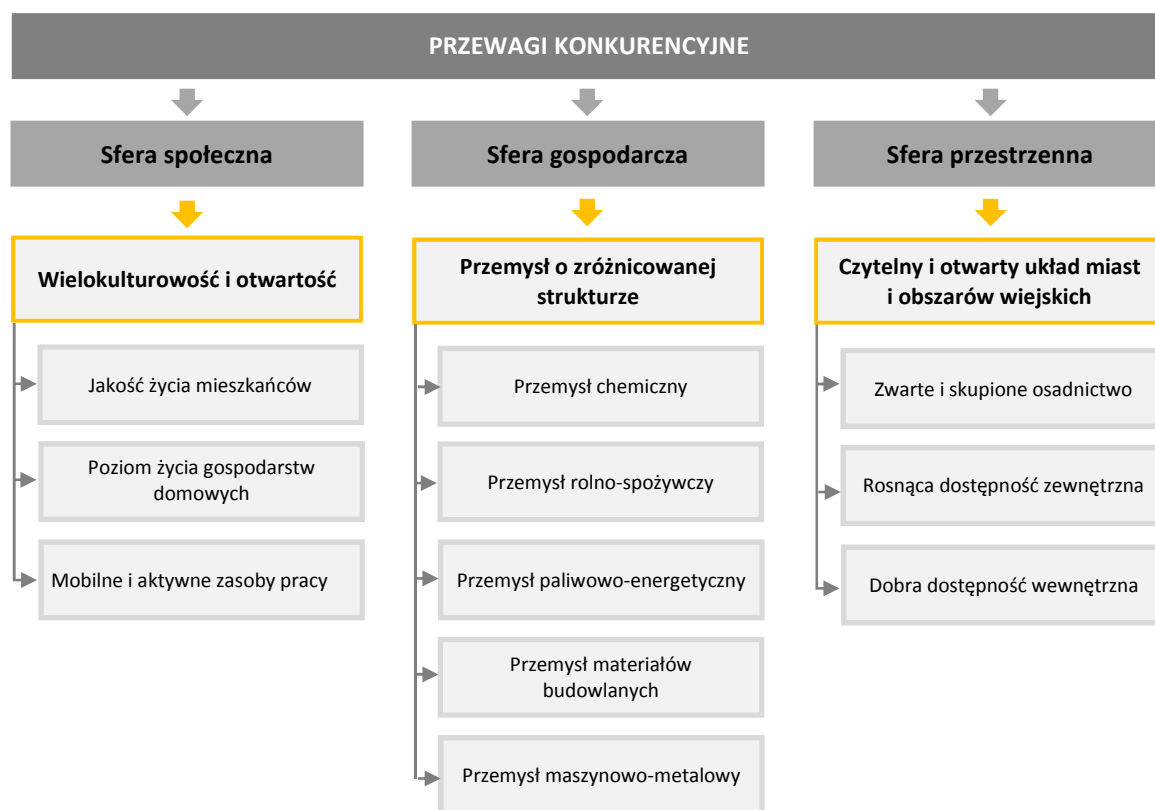 PRZEWAGI KONKURENCYJNE
Sfera społeczna
Wielokulturowość i otwartość
Jakość życia mieszkańców
Poziom życia gospodarstw
domowych
Mobilne i aktywne zasoby pracy
Sfera gospodarcza
Przemysł o zróżnicowanej
strukturze
Przemysł chemiczny
Przemysł rolno-spożywczy
Przemysł paliwowo-energetyczny
Przemysł materiałów
budowlanych
Przemysł maszynowo-metalowy
Sfera przestrzenna
Czytelny i otwarty układ miast
i obszarów wiejskich
Zwarte i skupione osadnictwo
Rosnąca dostępność zewnętrzna
Dobra dostępność wewnętrzna